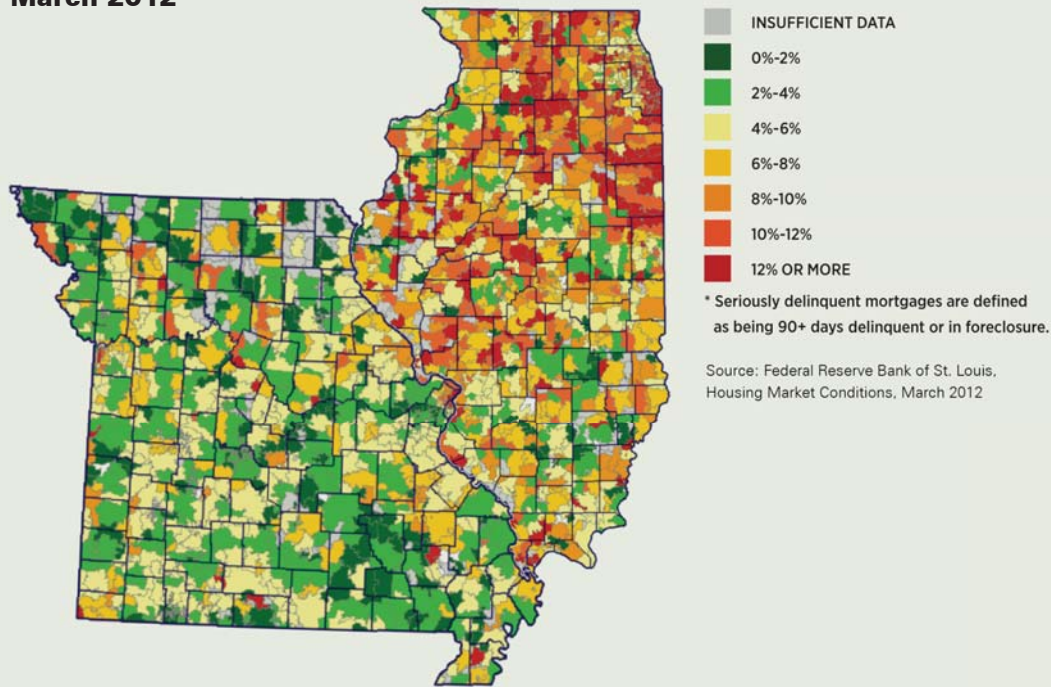 March 2012
INSUFFICIENT DATA
0%-2%
2%-4%
4%-6%
6%-8%
8%-10%
10%-12%
12% OR MORE
* Seriously delinquent mortgages are defined
as being 90+ days delinquent or in foreclosure.
Source: Federal Reserve Bank of St. Louis,
Housing Market Conditions, March 2012